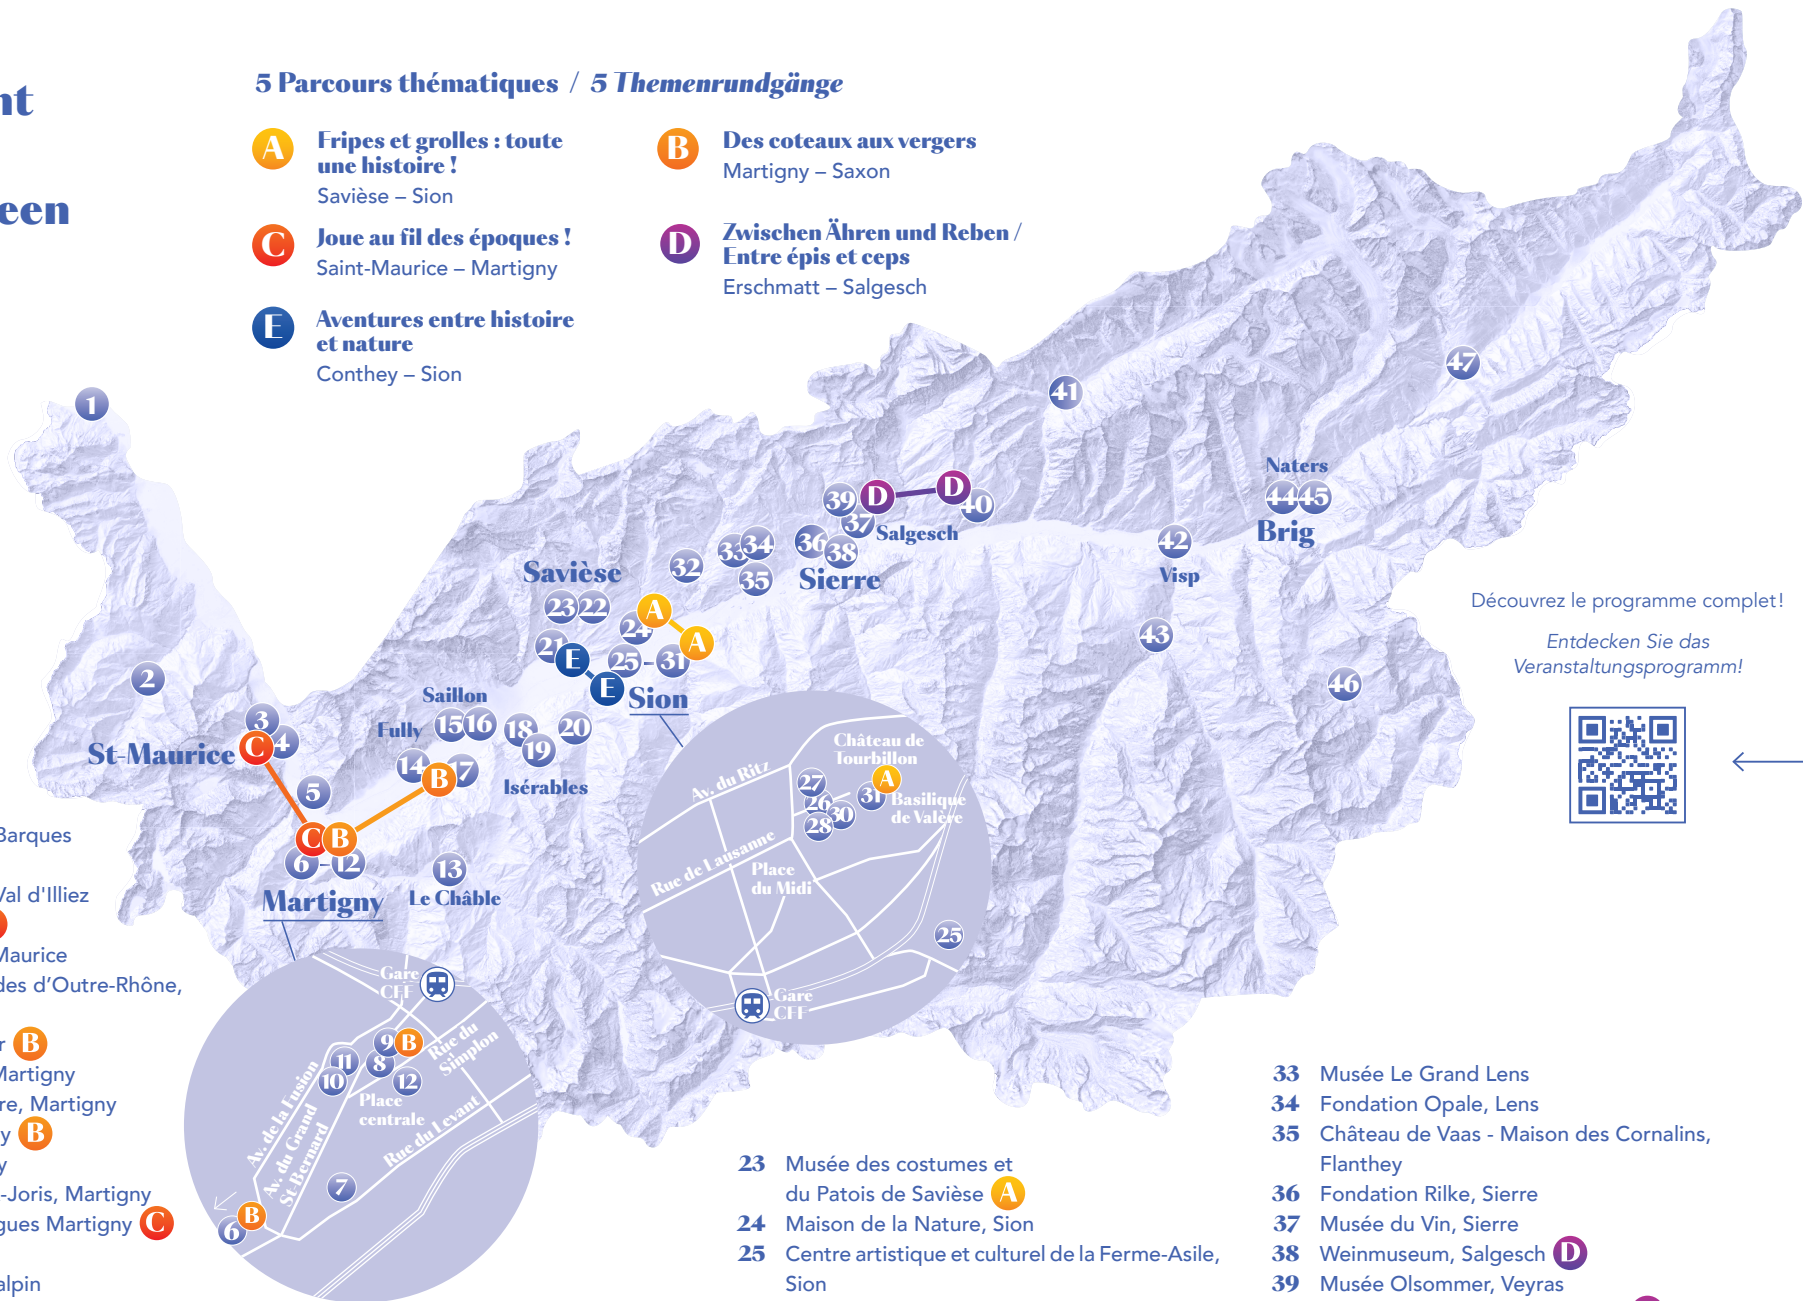 nt
een
5 Parcours thématiques / 5 Themenrundgänge
A
Fripes et grolles : toute
une histoire !
Savièse – Sion
B
Des coteaux aux vergers
Martigny – Saxon
C
Joue au fil des époques !
Saint-Maurice – Martigny
D
Zwischen Ähren und Reben /
Entre épis et ceps
Erschmatt – Salgesch
E
Aventures entre histoire
et nature
Conthey – Sion
1
2
3
4
St-Maurice
C
5
C
B
6 - 12
Martigny
13
Le Châble
Fully
14
B
17
Saillon
15
16
18
19
Isérables
20
Savièse
23
22
21
E
E
24
A
A
25 - 31
Sion
32
33
34
35
36
38
Sierre
39
37
D
D
40
Salgesch
41
42
Visp
43
Naters
44
45
Brig
46
47
Découvrez le programme complet!
Entdecken Sie das
Veranstaltungsprogramm!
Château de
Tourbillon
Av. du Ritz
27
26
30
28
31
A
Basilique
de Valère
Rue de Lausanne
Place
du Midi
25
Gare
CFF
Gare
CFF
9
B
8
11
10
12
Rue du
Simplon
Place
centrale
Av. de la Fusion
Av. du Grand
St-Bernard
Rue du Levant
7
B
6
Barques
Val d'Illiez
Maurice
des d'Outre-Rhône,
r B
Martigny
re, Martigny
y B
y
-Joris, Martigny
gues Martigny C
alpin
23 Musée des costumes et
du Patois de Savièse A
24 Maison de la Nature, Sion
25 Centre artistique et culturel de la Ferme-Asile,
Sion
33 Musée Le Grand Lens
34 Fondation Opale, Lens
35 Château de Vaas - Maison des Cornalins,
Flanthey
36 Fondation Rilke, Sierre
37 Musée du Vin, Sierre
38 Weinmuseum, Salgesch D
39 Musée Olsommer, Veyras